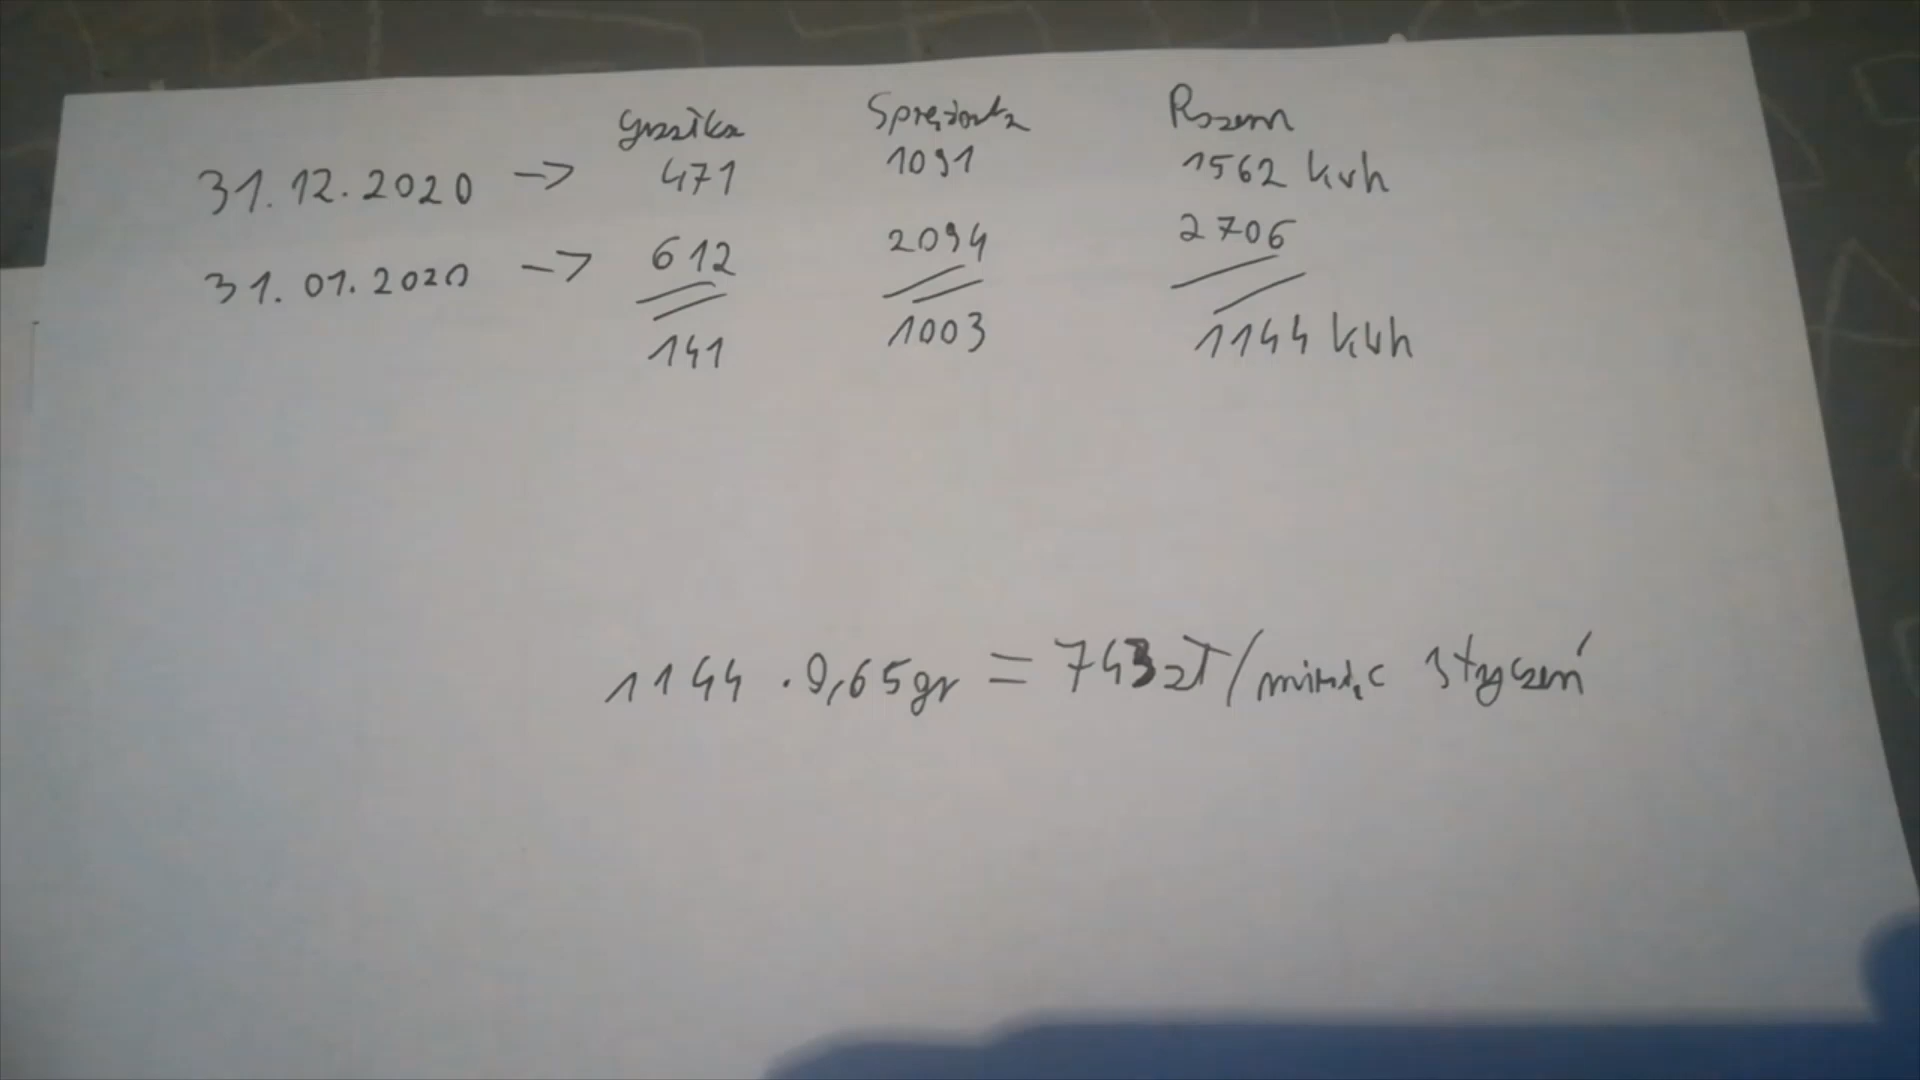 grzałka Sprężarka Razem
31.12.2020 -> 471 1091 1562 kwh
31.01.2020 -> 612 2094 2706
141 1003 1144 kwh
1144 . 0,65gr = 743zł/miesiąc styczeń